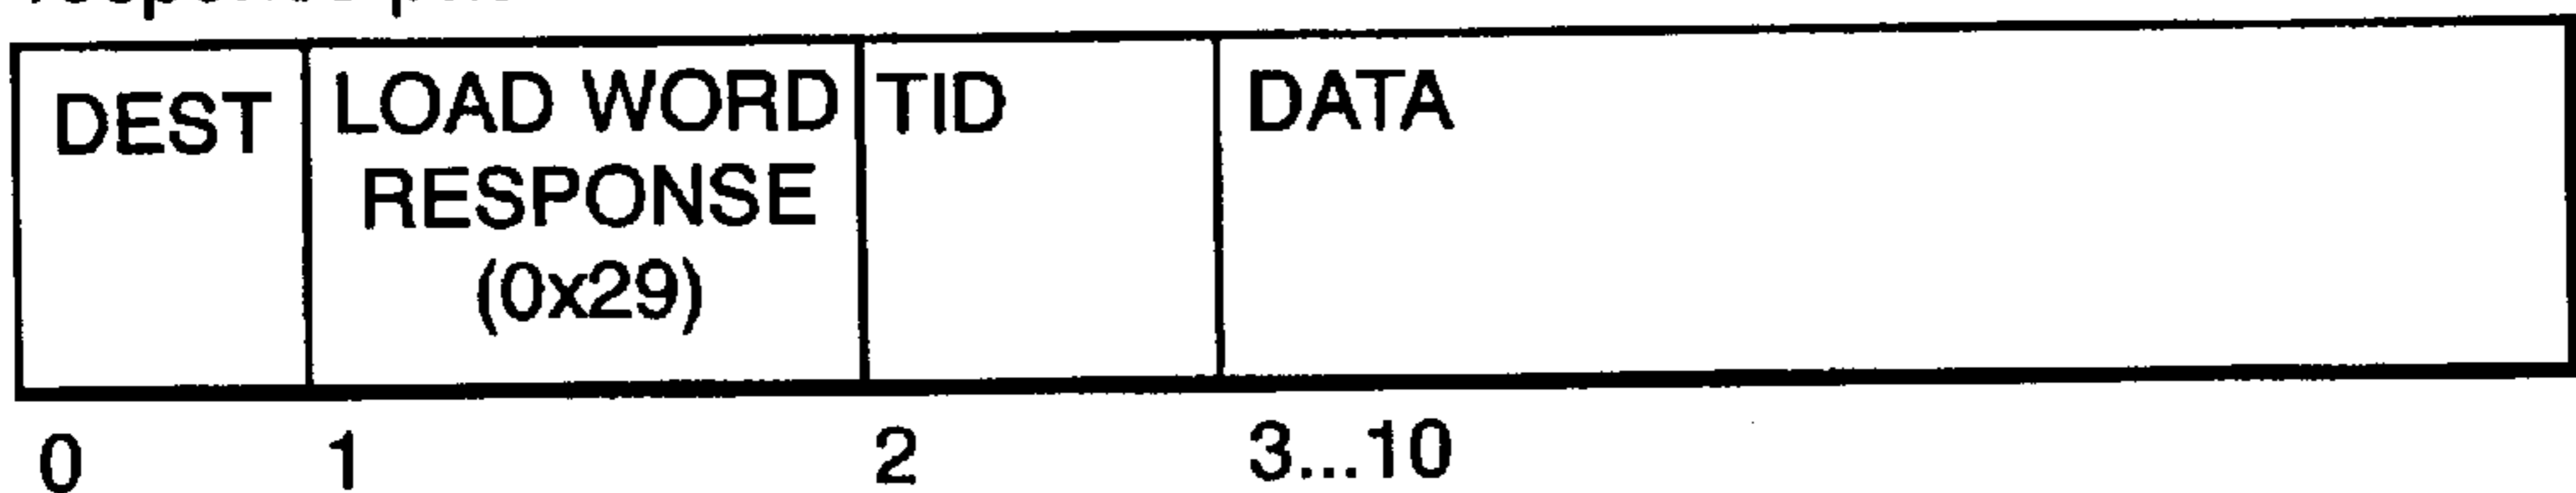 DEST
LOAD WORD
RESPONSE
(0x29)
TID
DATA
0 1 2 3...10